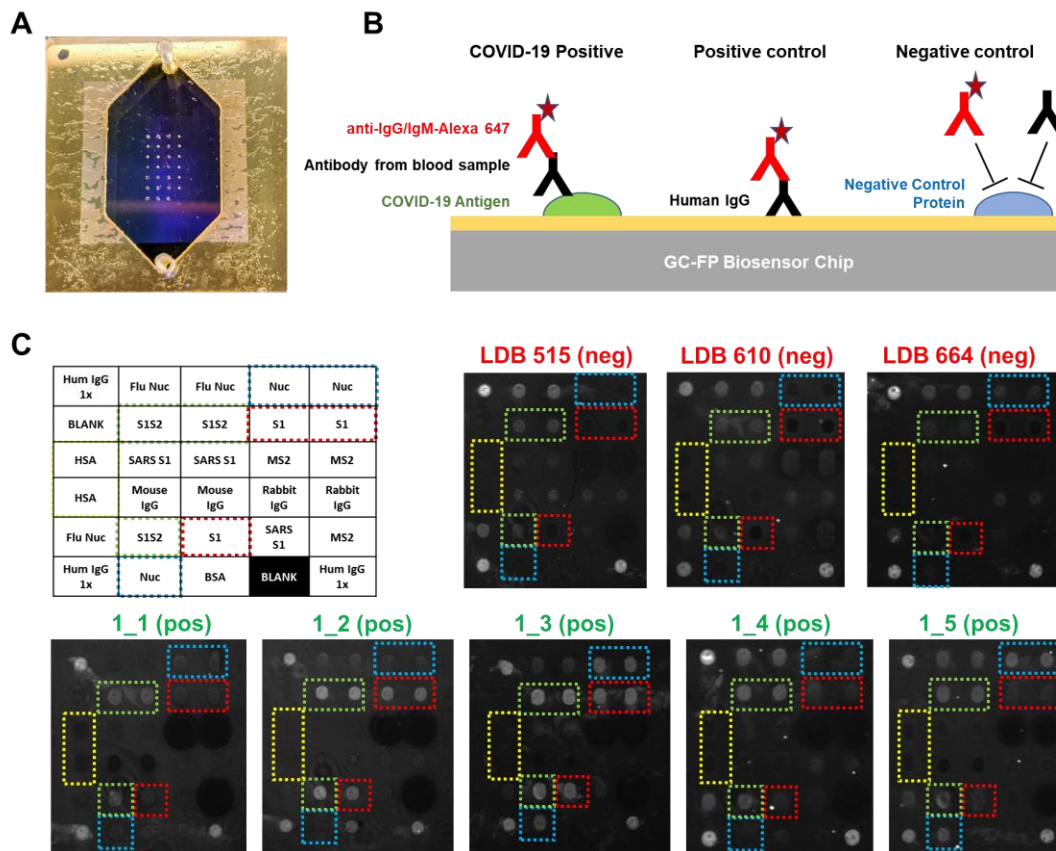 A
B
COVID-19 Positive
Positive control
Negative control
anti-IgG/IgM-Alexa 647
Antibody from blood sample
COVID-19 Antigen
Human IgG
Negative Control
Protein
GC-FP Biosensor Chip
C
Hum IgG
1x
Flu Nuc
Flu Nuc
Nuc
Nuc
BLANK
S1S2
S1S2
S1
S1
HSA
SARS S1
SARS S1
MS2
MS2
HSA
Mouse
IgG
Mouse
IgG
Rabbit
IgG
Rabbit
IgG
Flu Nuc
S1S2
S1
SARS
S1
MS2
Hum IgG
1x
Nuc
BSA
BLANK
Hum IgG
1x
LDB 515 (neg)
LDB 610 (neg)
LDB 664 (neg)
1_1 (pos)
1_2 (pos)
1_3 (pos)
1_4 (pos)
1_5 (pos)